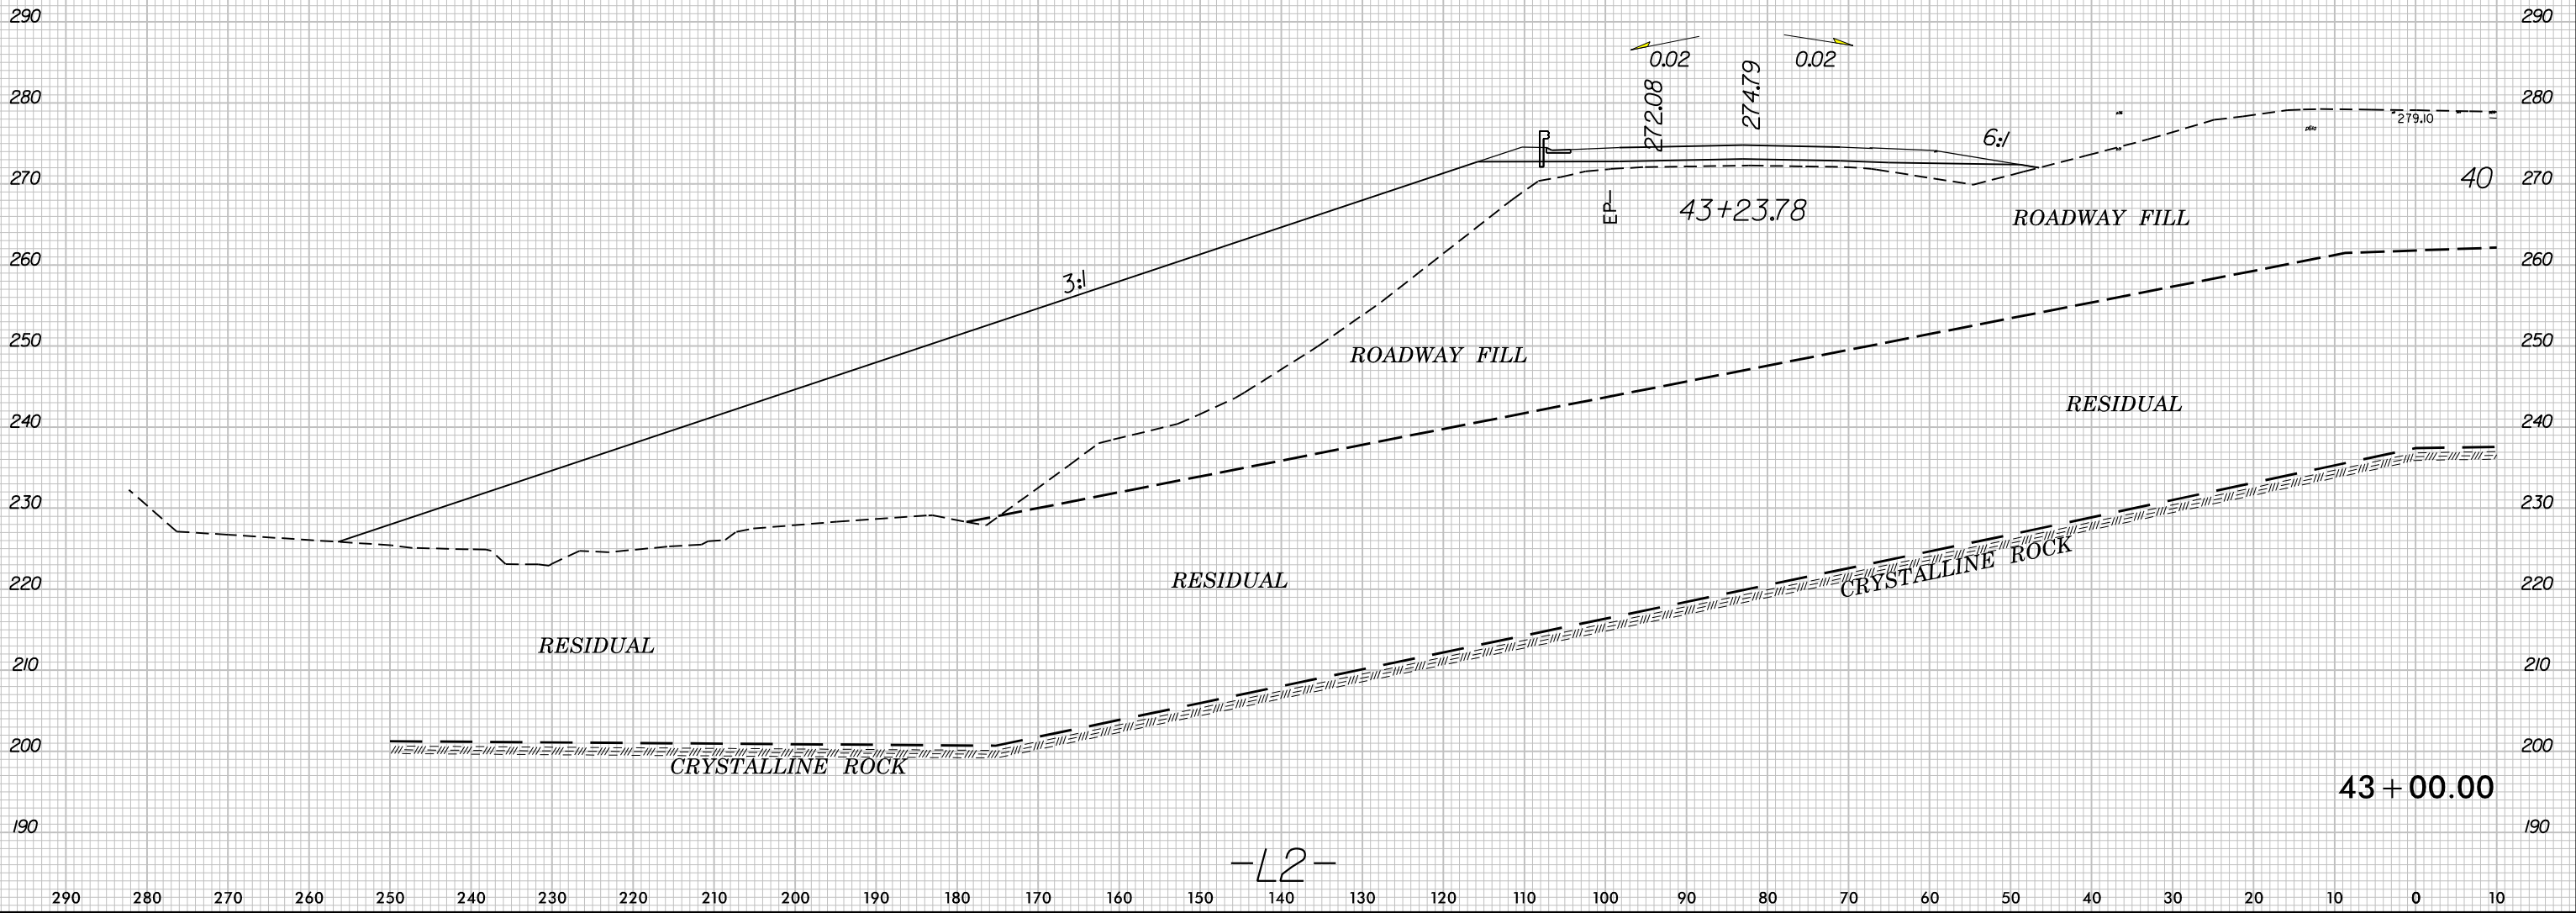 290 290
0.02 0.02
280 272.08 274.79 280
6:1 279.10
270 40 270
EP 43+23.78 ROADWAY FILL
260 260
3:1
250 ROADWAY FILL 250
RESIDUAL
240 240
230 230
CRYSTALLINE ROCK
220 RESIDUAL 220
RESIDUAL
210 210
200 200
CRYSTALLINE ROCK
43+00.00
190 190
-L2-
290 280 270 260 250 240 230 220 210 200 190 180 170 160 150 140 130 120 110 100 90 80 70 60 50 40 30 20 10 0 10